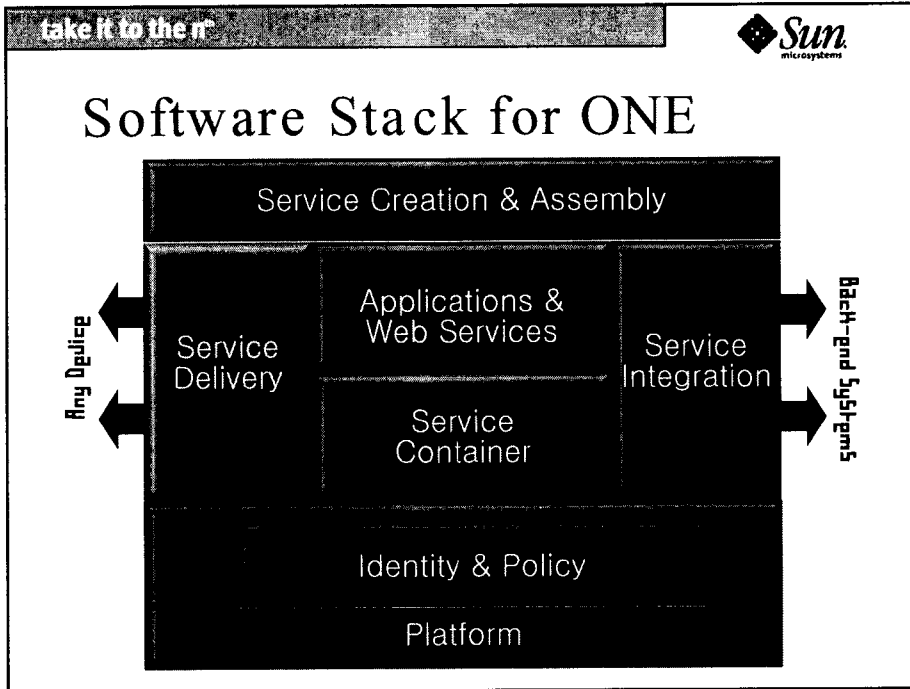 take it to the nth
Sun
microsystems
Software Stack for ONE
Service Creation & Assembly
Any Device
Service
Delivery
Applications &
Web Services
Service
Container
Service
Integration
Back-end Systems
Identity & Policy
Platform